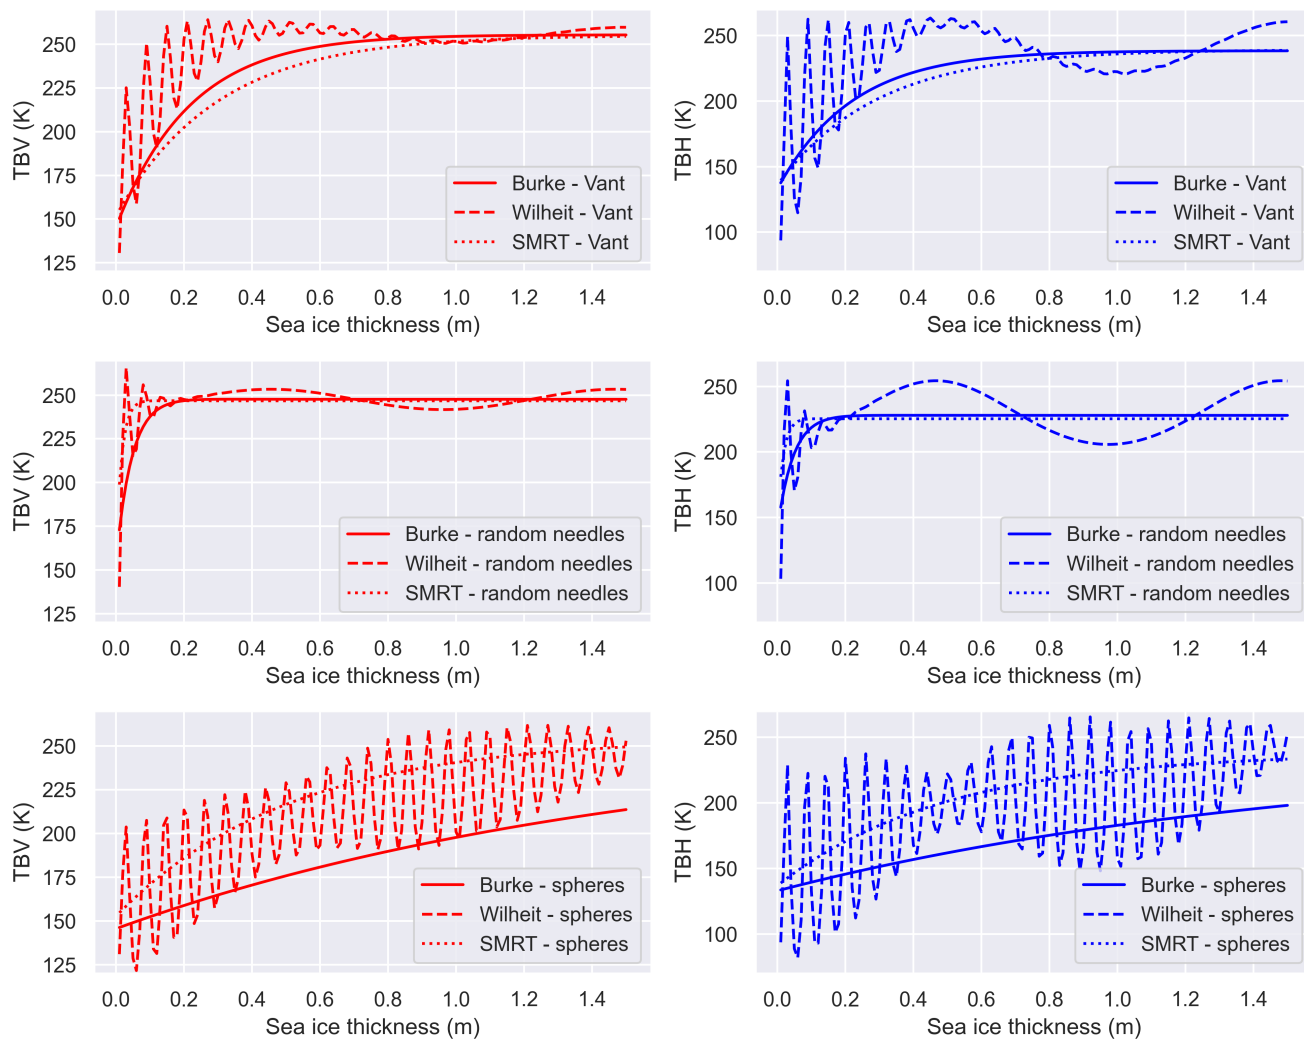 250
225
200
175
150
125
TBV (K)
Burke - Vant
Wilheit - Vant
SMRT - Vant
0.0 0.2 0.4 0.6 0.8 1.0 1.2 1.4
Sea ice thickness (m)
250
200
150
100
TBH (K)
Burke - Vant
Wilheit - Vant
SMRT - Vant
0.0 0.2 0.4 0.6 0.8 1.0 1.2 1.4
Sea ice thickness (m)
250
225
200
175
150
125
TBV (K)
Burke - random needles
Wilheit - random needles
SMRT - random needles
0.0 0.2 0.4 0.6 0.8 1.0 1.2 1.4
Sea ice thickness (m)
250
200
150
100
TBH (K)
Burke - random needles
Wilheit - random needles
SMRT - random needles
0.0 0.2 0.4 0.6 0.8 1.0 1.2 1.4
Sea ice thickness (m)
250
225
200
175
150
125
TBV (K)
Burke - spheres
Wilheit - spheres
SMRT - spheres
0.0 0.2 0.4 0.6 0.8 1.0 1.2 1.4
Sea ice thickness (m)
250
200
150
100
TBH (K)
Burke - spheres
Wilheit - spheres
SMRT - spheres
0.0 0.2 0.4 0.6 0.8 1.0 1.2 1.4
Sea ice thickness (m)